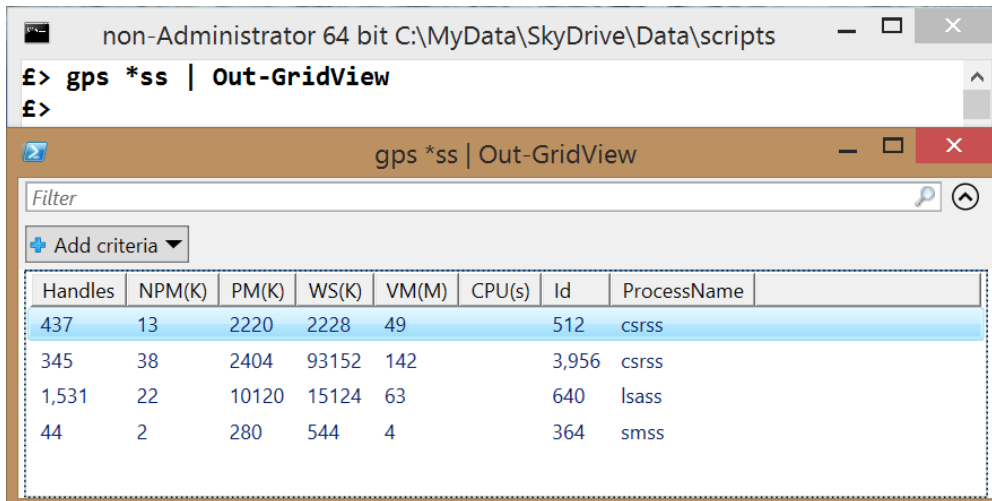 non-Administrator 64 bit C:\MyData\SkyDrive\Data\scripts
£> gps *ss | Out-GridView
£>
gps *ss | Out-GridView
Filter
Add criteria
Handles NPM(K) PM(K) WS(K) VM(M) CPU(s) Id ProcessName
437 13 2220 2228 49 512 csrss
345 38 2404 93152 142 3,956 csrss
1,531 22 10120 15124 63 640 lsass
44 2 280 544 4 364 smss